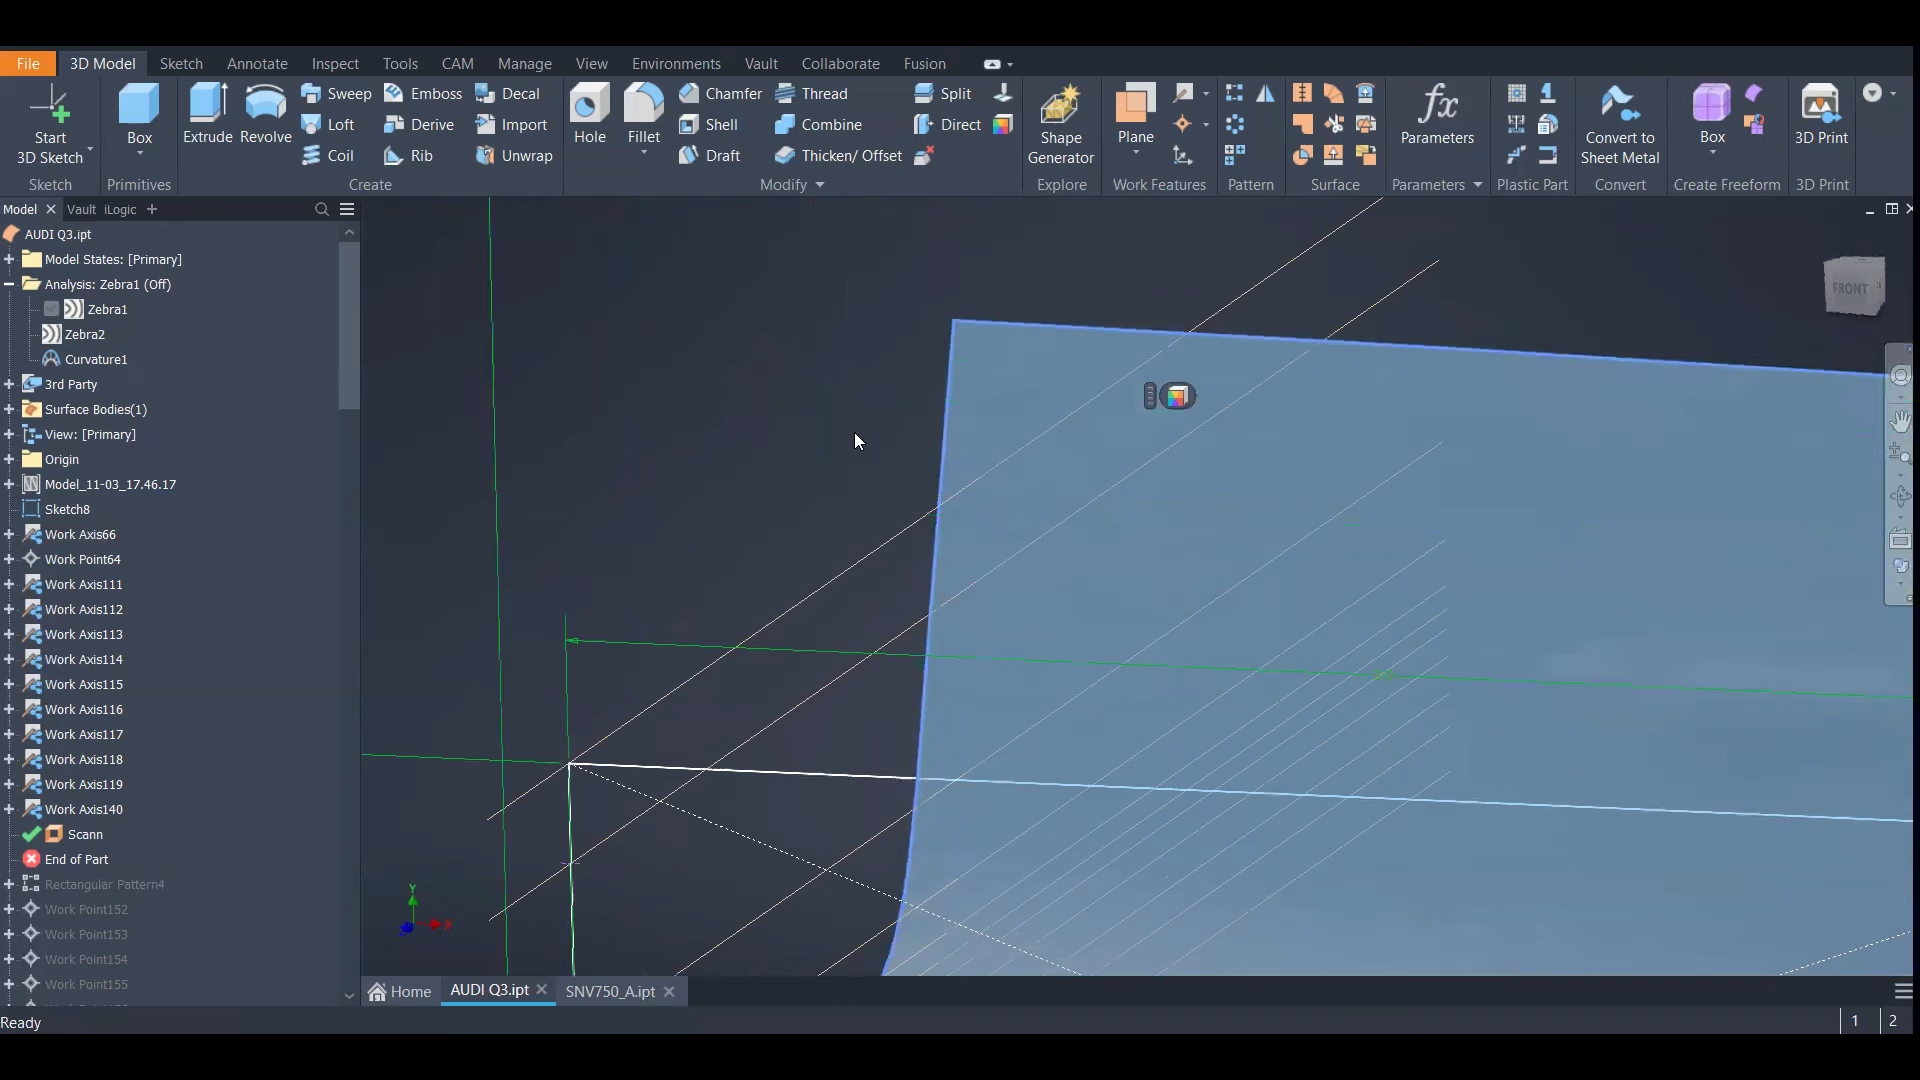 File 3D Model Sketch Annotate Inspect Tools CAM Manage View Environments Vault Collaborate Fusion
Start
3D Sketch
Sketch
Box
Primitives
Extrude
Revolve
Sweep
Loft
Coil
Emboss
Derive
Rib
Decal
Import
Unwrap
Create
Hole
Fillet
Chamfer
Shell
Draft
Thread
Combine
Thicken/ Offset
Split
Direct
Modify
Shape
Generator
Explore
Plane
Work Features
Pattern
Surface
fx
Parameters
Parameters
Plastic Part
Convert to
Sheet Metal
Convert
Box
Create Freeform
3D Print
3D Print
Model Vault iLogic
AUDI Q3.ipt
Model States: [Primary]
Analysis: Zebra1 (Off)
Zebra1
Zebra2
Curvature1
3rd Party
Surface Bodies(1)
View: [Primary]
Origin
Model_11-03_17.46.17
Sketch8
Work Axis66
Work Point64
Work Axis111
Work Axis112
Work Axis113
Work Axis114
Work Axis115
Work Axis116
Work Axis117
Work Axis118
Work Axis119
Work Axis140
Scann
End of Part
Rectangular Pattern4
Work Point152
Work Point153
Work Point154
Work Point155
FRONT
Y
X
Home AUDI Q3.ipt SNV750_A.ipt
Ready
1 2